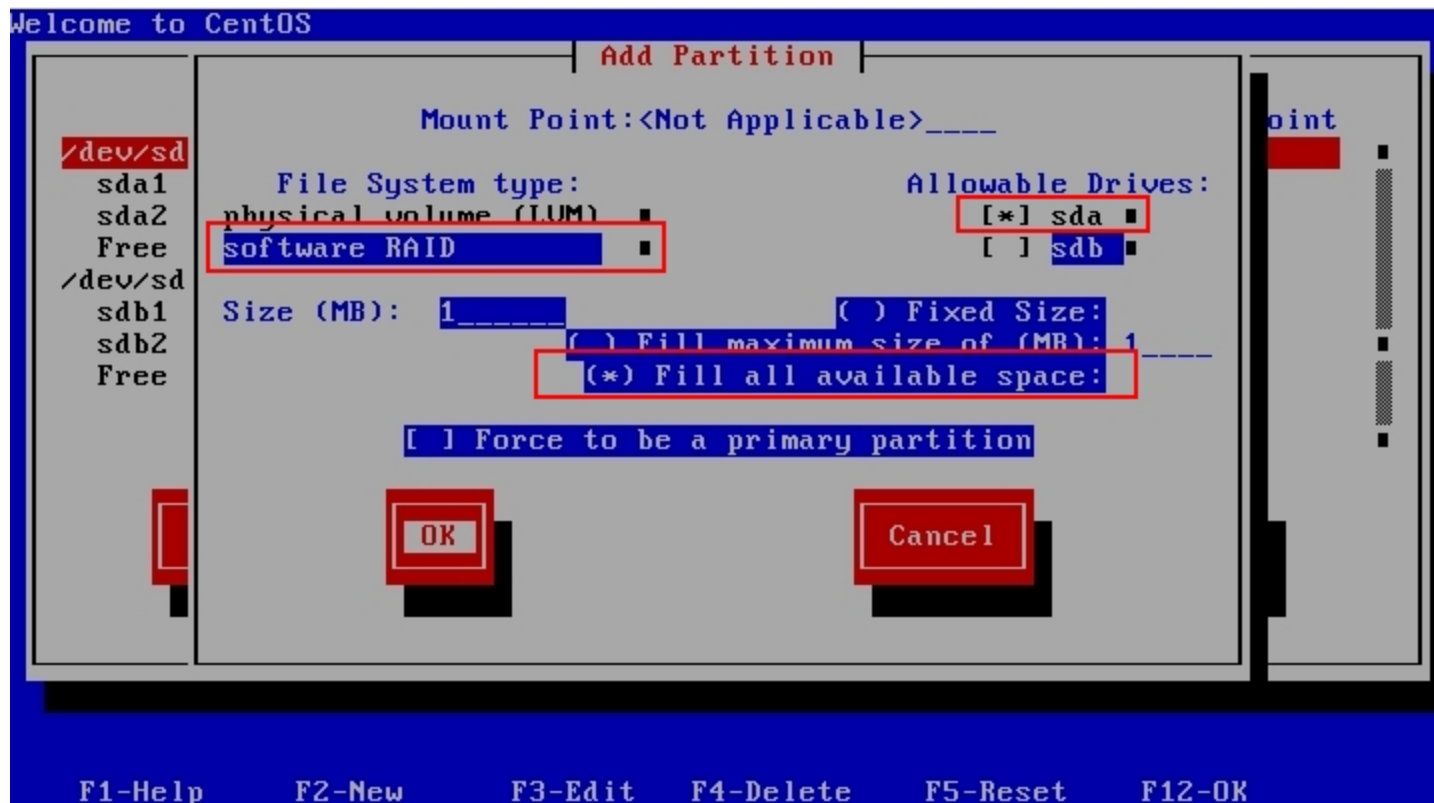 Welcome to CentOS
Add Partition
Mount Point:<Not Applicable>____
oint
/dev/sd
sda1
File System type:
Allowable Drives:
sda2
physical volume (LVM)
[*] sda
Free
software RAID
[ ] sdb
/dev/sd
sdb1
Size (MB): 1______
( ) Fixed Size:
sdb2
( ) Fill maximum size of (MB): 1____
Free
(*) Fill all available space:
[ ] Force to be a primary partition
OK
Cancel
F1-Help F2-New F3-Edit F4-Delete F5-Reset F12-OK